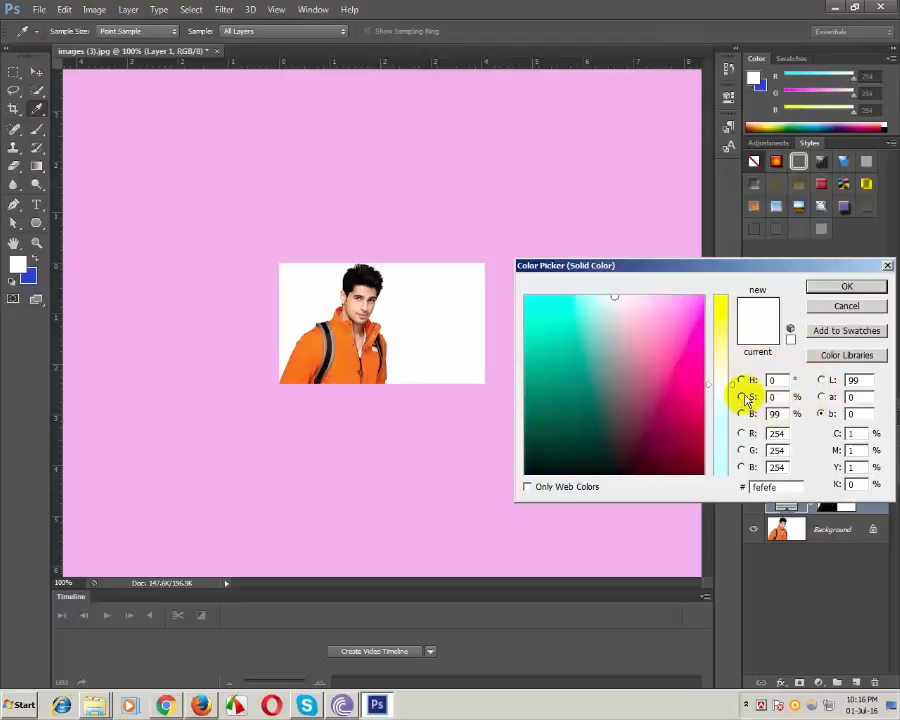 Ps File Edit Image Layer Type Select Filter 3D View Window Help
Sample Size: Point Sample Sample: All Layers Show Sampling Ring Essentials
images (3).jpg @ 100% (Layer 1, RGB/8) *
Color Swatches
R 254
G 254
B 254
Adjustments Styles
Color Picker (Solid Color)
new
current
OK
Cancel
Add to Swatches
Color Libraries
H: 0 ° L: 99
S: 0 % a: 0
B: 99 % b: 0
R: 254 C: 1 %
G: 254 M: 1 %
B: 254 Y: 1 %
# fefefe K: 0 %
Only Web Colors
Background
100% Doc: 147.6K/196.9K
Timeline
Create Video Timeline
Start
10:16 PM
01-Jul-16